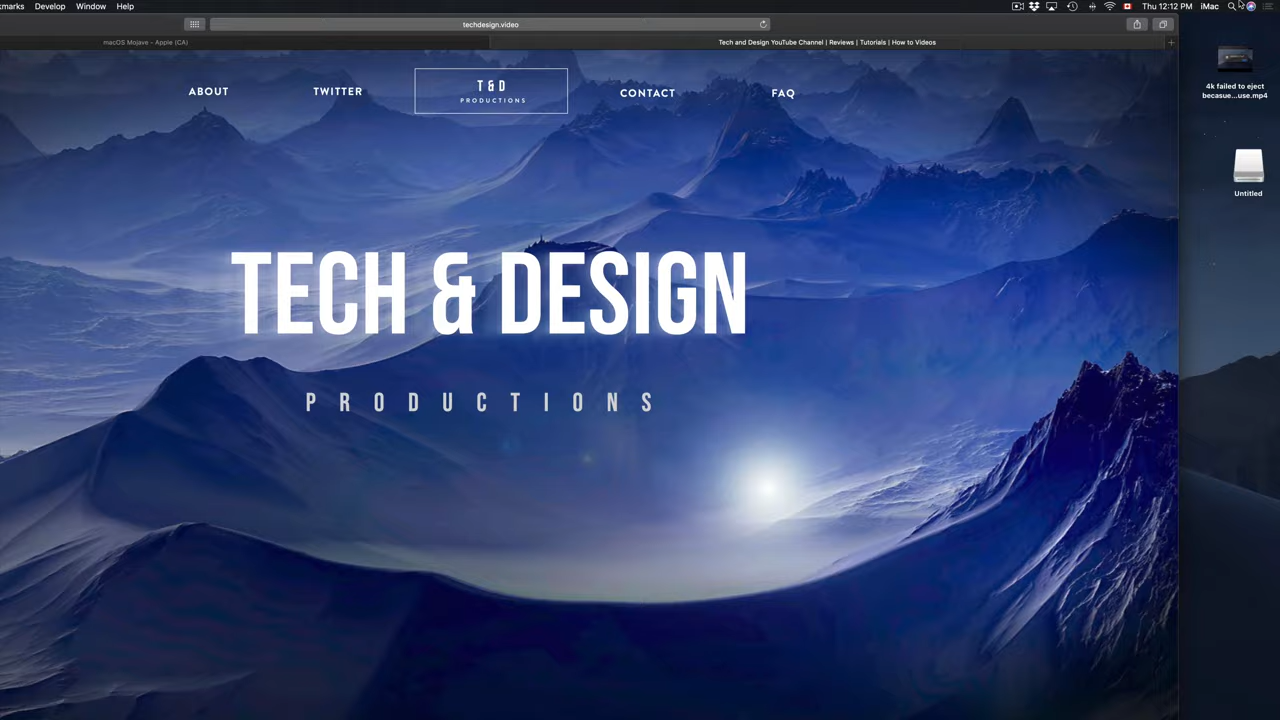 marks Develop Window Help
Thu 12:12 PM iMac
techdesign.video
macOS Mojave - Apple (CA)
Tech and Design YouTube Channel | Reviews | Tutorials | How to Videos
ABOUT
TWITTER
T&D
PRODUCTIONS
CONTACT
FAQ
4k failed to eject
becasue...use.mp4
Untitled
TECH & DESIGN
PRODUCTIONS